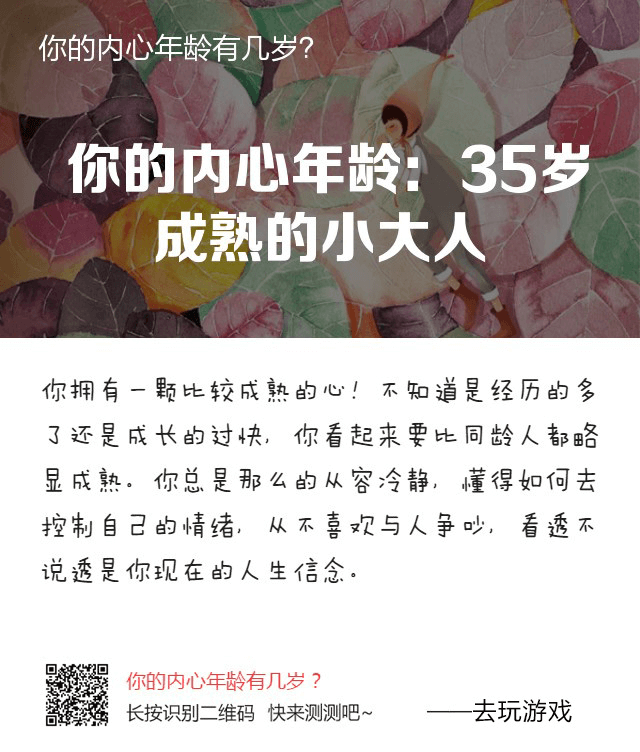 你的内心年龄有几岁?
你的内心年龄：35岁
成熟的小大人
你拥有一颗比较成熟的心！不知道是经历的多
了还是成长的过快，你看起来要比同龄人都略
显成熟。你总是那么的从容冷静，懂得如何去
控制自己的情绪，从不喜欢与人争吵，看透不
说透是你现在的人生信念。
你的内心年龄有几岁？
长按识别二维码 快来测测吧~
——去玩游戏